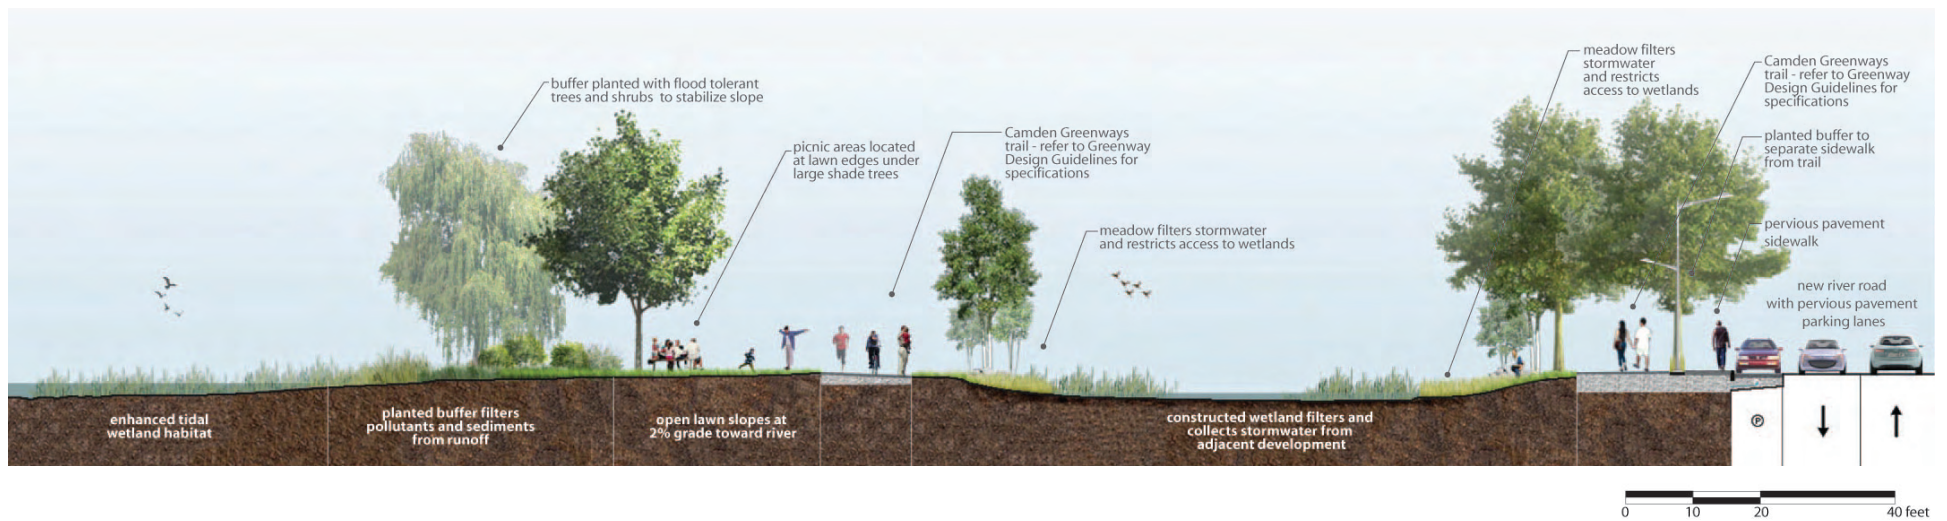 buffer planted with flood tolerant
trees and shrubs to stabilize slope
picnic areas located
at lawn edges under
large shade trees
Camden Greenways
trail - refer to Greenway
Design Guidelines for
specifications
meadow filters stormwater
and restricts access to wetlands
meadow filters
stormwater
and restricts
access to wetlands
Camden Greenways
trail - refer to Greenway
Design Guidelines for
specifications
planted buffer to
separate sidewalk
from trail
pervious pavement
sidewalk
new river road
with pervious pavement
parking lanes
enhanced tidal
wetland habitat
planted buffer filters
pollutants and sediments
from runoff
open lawn slopes at
2% grade toward river
constructed wetland filters and
collects stormwater from
adjacent development
P
0 10 20 40 feet